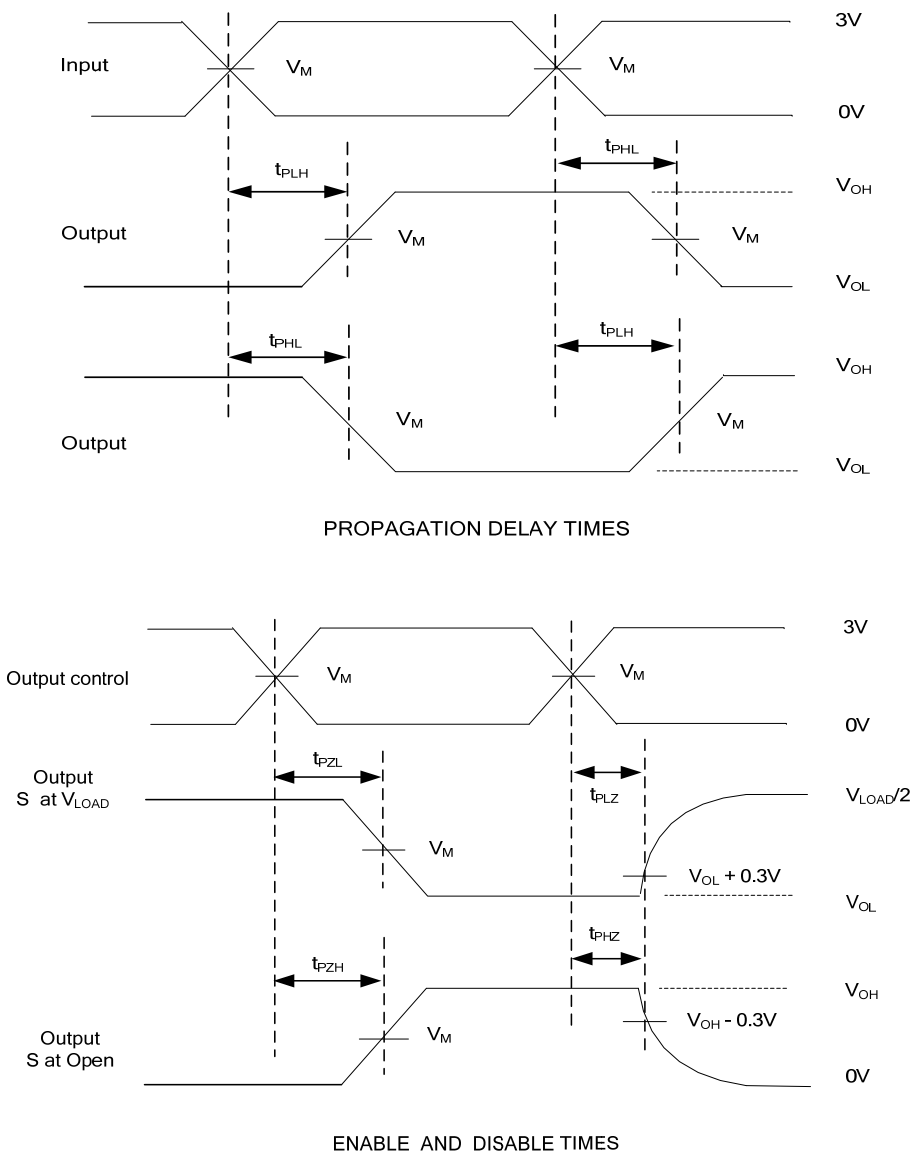 3V
Input
VM
VM
0V
tPLH
tPHL
VOH
Output
VM
VM
VOL
tPHL
tPLH
VOH
VM
VM
Output
VOL
PROPAGATION DELAY TIMES
3V
Output control
VM
VM
0V
tPZL
Output
S at VLOAD
tPLZ
VLOAD/2
VM
VOL + 0.3V
VOL
tPZH
tPHZ
VOH
VOH - 0.3V
Output
S at Open
VM
0V
ENABLE AND DISABLE TIMES